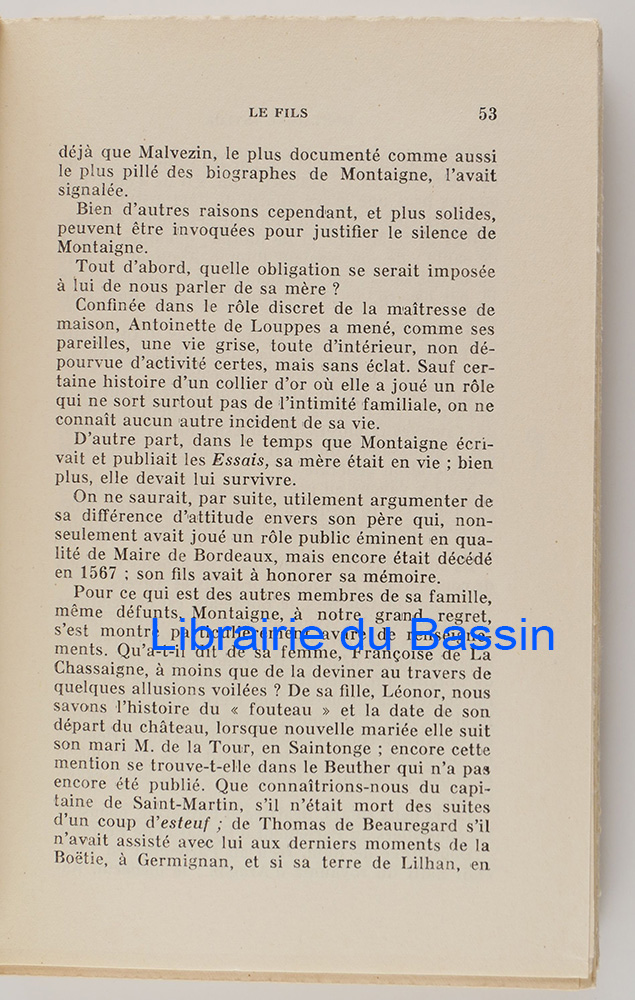 LE FILS 53
déjà que Malvezin, le plus documenté comme aussi
le plus pillé des biographes de Montaigne, l'avait
signalée.
Bien d'autres raisons cependant, et plus solides,
peuvent être invoquées pour justifier le silence de
Montaigne.
Tout d'abord, quelle obligation se serait imposée
à lui de nous parler de sa mère ?
Confinée dans le rôle discret de la maîtresse de
maison, Antoinette de Louppes a mené, comme ses
pareilles, une vie grise, toute d'intérieur, non dé-
pourvue d'activité certes, mais sans éclat. Sauf cer-
taine histoire d'un collier d'or où elle a joué un rôle
qui ne sort surtout pas de l'intimité familiale, on ne
connaît aucun autre incident de sa vie.
D'autre part, dans le temps que Montaigne écri-
vait et publiait les Essais, sa mère était en vie ; bien
plus, elle devait lui survivre.
On ne saurait, par suite, utilement argumenter de
sa différence d'attitude envers son père qui, non-
seulement avait joué un rôle public éminent en qua-
lité de Maire de Bordeaux, mais encore était décédé
en 1567 ; son fils avait à honorer sa mémoire.
Pour ce qui est des autres membres de sa famille,
même défunts, Montaigne, à notre grand regret,
s'est montré particulièrement avare de renseigne-
Librairie du Bassin
ments. Qu'a-t-il dit de sa femme, Françoise de La
Chassaigne, à moins que de la deviner au travers de
quelques allusions voilées ? De sa fille, Léonor, nous
savons l'histoire du « fouteau » et la date de son
départ du château, lorsque nouvelle mariée elle suit
son mari M. de la Tour, en Saintonge ; encore cette
mention se trouve-t-elle dans le Beuther qui n'a pas
encore été publié. Que connaîtrions-nous du capi-
taine de Saint-Martin, s'il n'était mort des suites
d'un coup d'esteuf ; de Thomas de Beauregard s'il
n'avait assisté avec lui aux derniers moments de la
Boëtie, à Germignan, et si sa terre de Lilhan, en